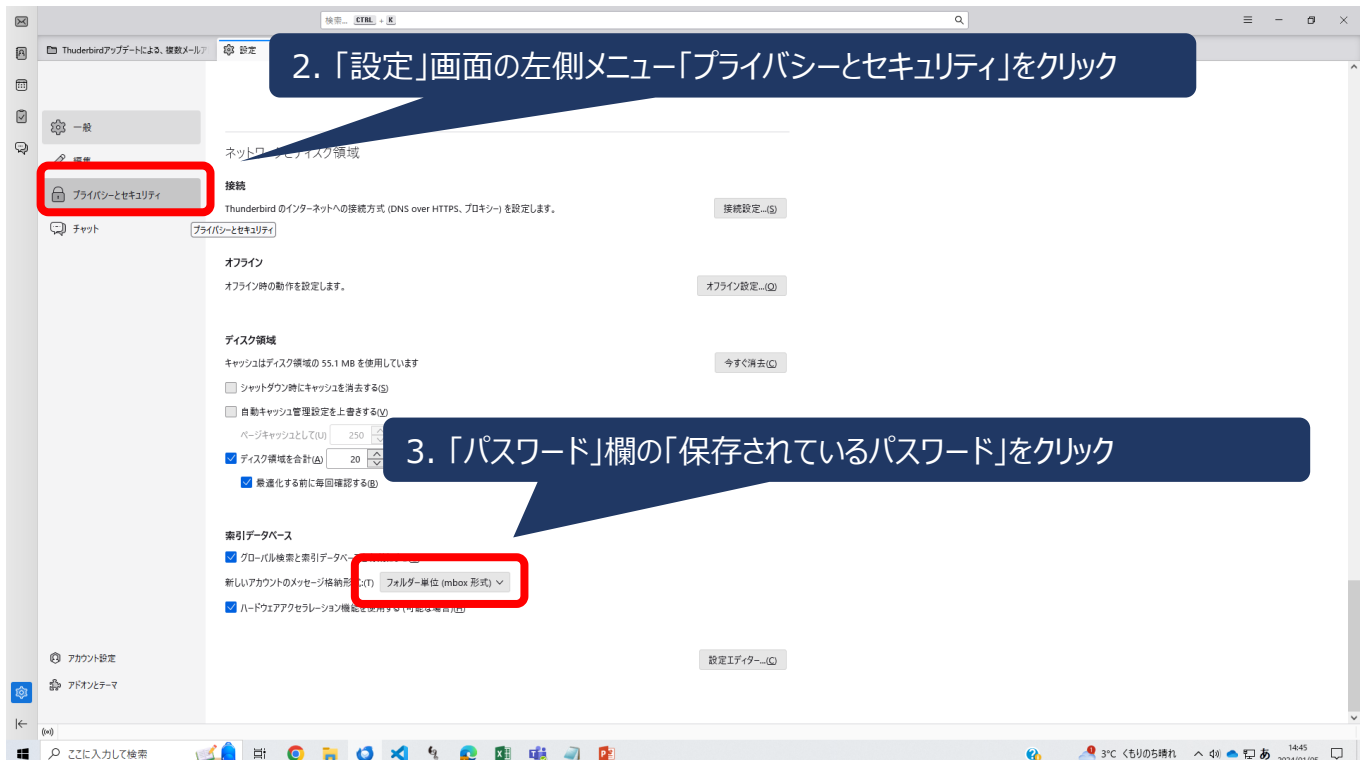 検索... CTRL + K
Thuderbirdアップデートによる、複数メールア
設定
2.「設定」画面の左側メニュー「プライバシーとセキュリティ」をクリック
一般
編集
プライバシーとセキュリティ
チャット
プライバシーとセキュリティ
ネットワークとディスク領域
接続
Thunderbird のインターネットへの接続方式 (DNS over HTTPS、プロキシー) を設定します。
接続設定...(S)
オフライン
オフライン時の動作を設定します。
オフライン設定...(O)
ディスク領域
キャッシュはディスク領域の 55.1 MB を使用しています
今すぐ消去(C)
シャットダウン時にキャッシュを消去する(S)
自動キャッシュ管理設定を上書きする(V)
ページキャッシュとして(U) 250
ディスク領域を合計(A) 20
最適化する前に毎回確認する(B)
3.「パスワード」欄の「保存されているパスワード」をクリック
索引データベース
グローバル検索と索引データベース
新しいアカウントのメッセージ格納形式:(T) フォルダー単位 (mbox 形式)
ハードウェアアクセラレーション機能を使用する (可能な場合)(H)
設定エディター...(C)
アカウント設定
アドオンとテーマ
ここに入力して検索
3°C くもりのち晴れ
あ
14:45
2024/01/05